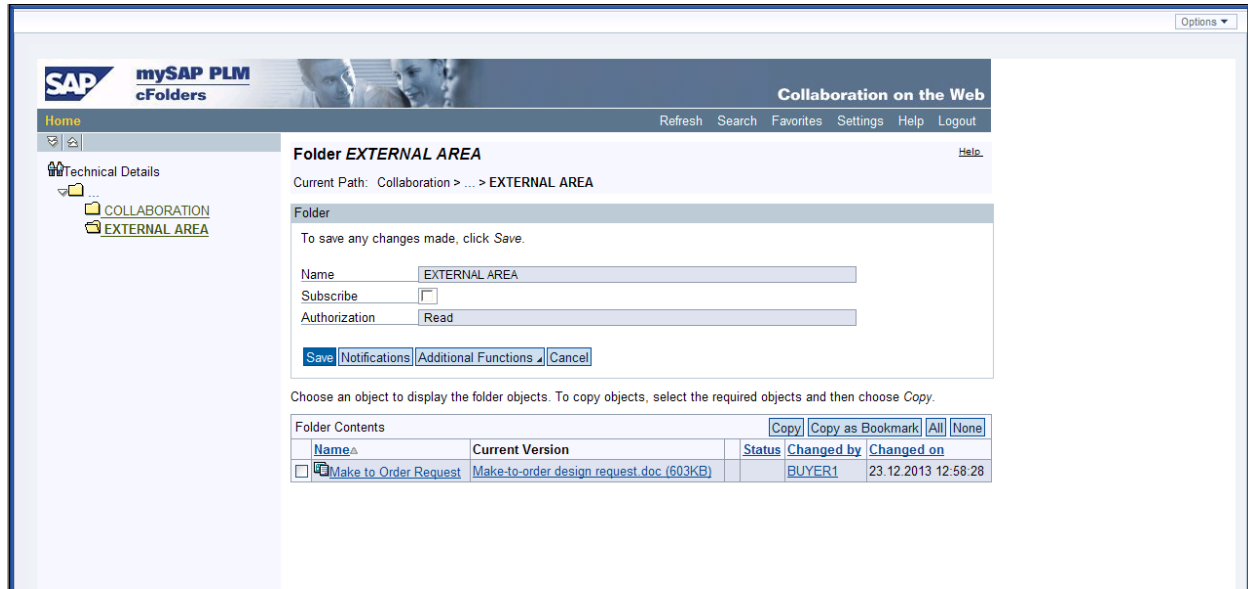 Options
SAP mySAP PLM
cFolders
Collaboration on the Web
Home Refresh Search Favorites Settings Help Logout
Technical Details
...
COLLABORATION
EXTERNAL AREA
Folder EXTERNAL AREA Help
Current Path: Collaboration > ... > EXTERNAL AREA
Folder
To save any changes made, click Save.
Name EXTERNAL AREA
Subscribe
Authorization Read
Save Notifications Additional Functions Cancel
Choose an object to display the folder objects. To copy objects, select the required objects and then choose Copy.
Folder Contents Copy Copy as Bookmark All None
Name Current Version Status Changed by Changed on
Make to Order Request Make-to-order design request.doc (603KB) BUYER1 23.12.2013 12:58:28